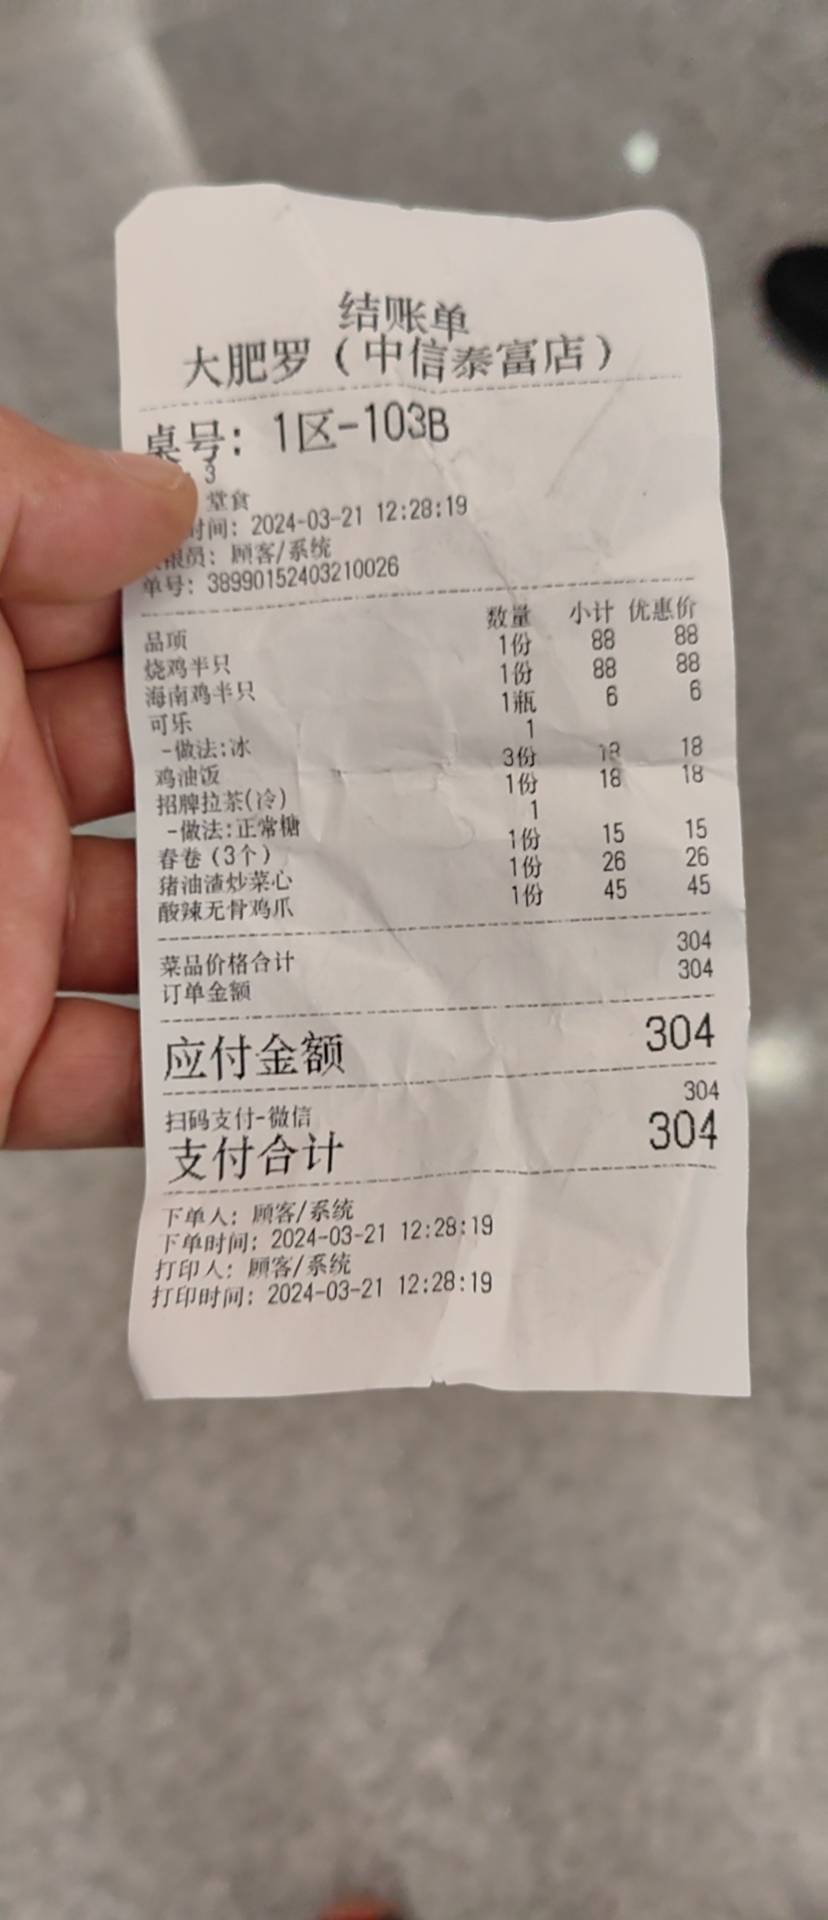 结账单
大肥罗（中信泰富店）
桌号: 1区-103B
3
堂食
时间: 2024-03-21 12:28:19
银员: 顾客/系统
单号: 38990152403210026
品项 数量 小计 优惠价
烧鸡半只 1份 88 88
海南鸡半只 1份 88 88
可乐 1瓶 6 6
-做法:冰 1
鸡油饭 3份 18 18
招牌拉茶(冷) 1份 18 18
-做法:正常糖 1
春卷（3个） 1份 15 15
猪油渣炒菜心 1份 26 26
酸辣无骨鸡爪 1份 45 45
菜品价格合计 304
订单金额 304
应付金额 304
扫码支付-微信 304
支付合计 304
下单人: 顾客/系统
下单时间: 2024-03-21 12:28:19
打印人: 顾客/系统
打印时间: 2024-03-21 12:28:19